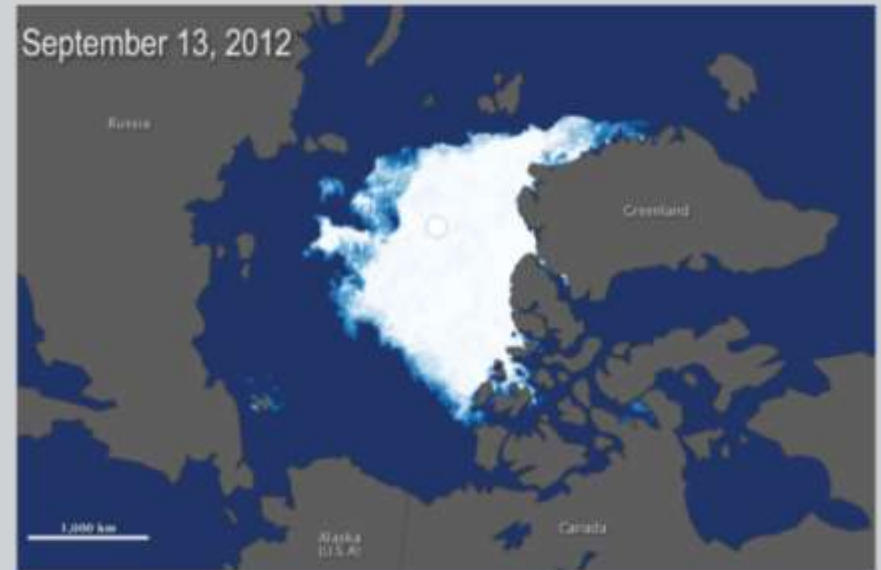 September 13, 2012
Russia
Greenland
1,000 km
Alaska
(U.S.A)
Canada